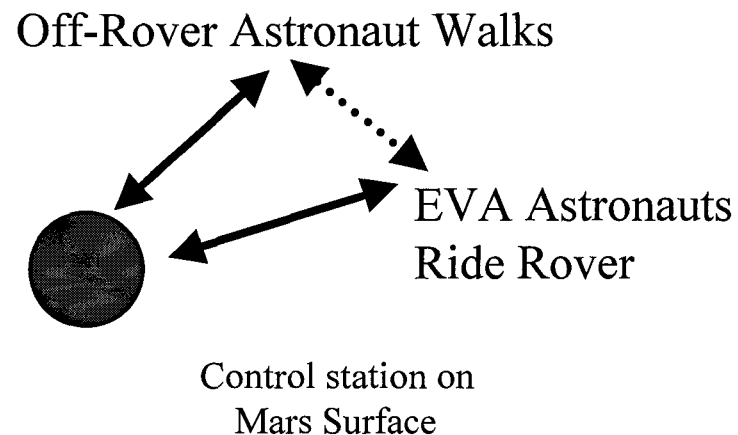 Off-Rover Astronaut Walks
EVA Astronauts
Ride Rover
Control station on
Mars Surface